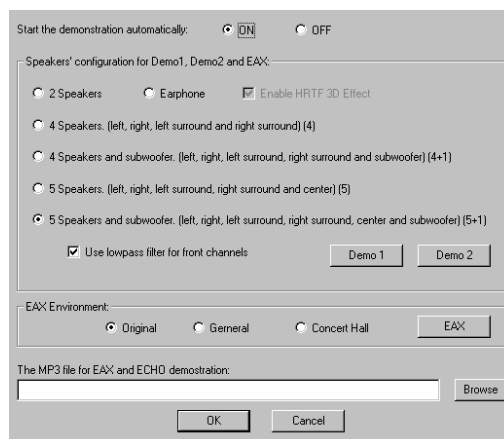 Start the demonstration automatically: ON OFF
Speakers' configuration for Demo1, Demo2 and EAX:
2 Speakers Earphone Enable HRTF 3D Effect
4 Speakers. (left, right, left surround and right surround) (4)
4 Speakers and subwoofer. (left, right, left surround, right surround and subwoofer) (4+1)
5 Speakers. (left, right, left surround, right surround and center) (5)
5 Speakers and subwoofer. (left, right, left surround, right surround, center and subwoofer) (5+1)
Use lowpass filter for front channels Demo 1 Demo 2
EAX Environment:
Original Gerneral Concert Hall EAX
The MP3 file for EAX and ECHO demostration:
Browse
OK Cancel